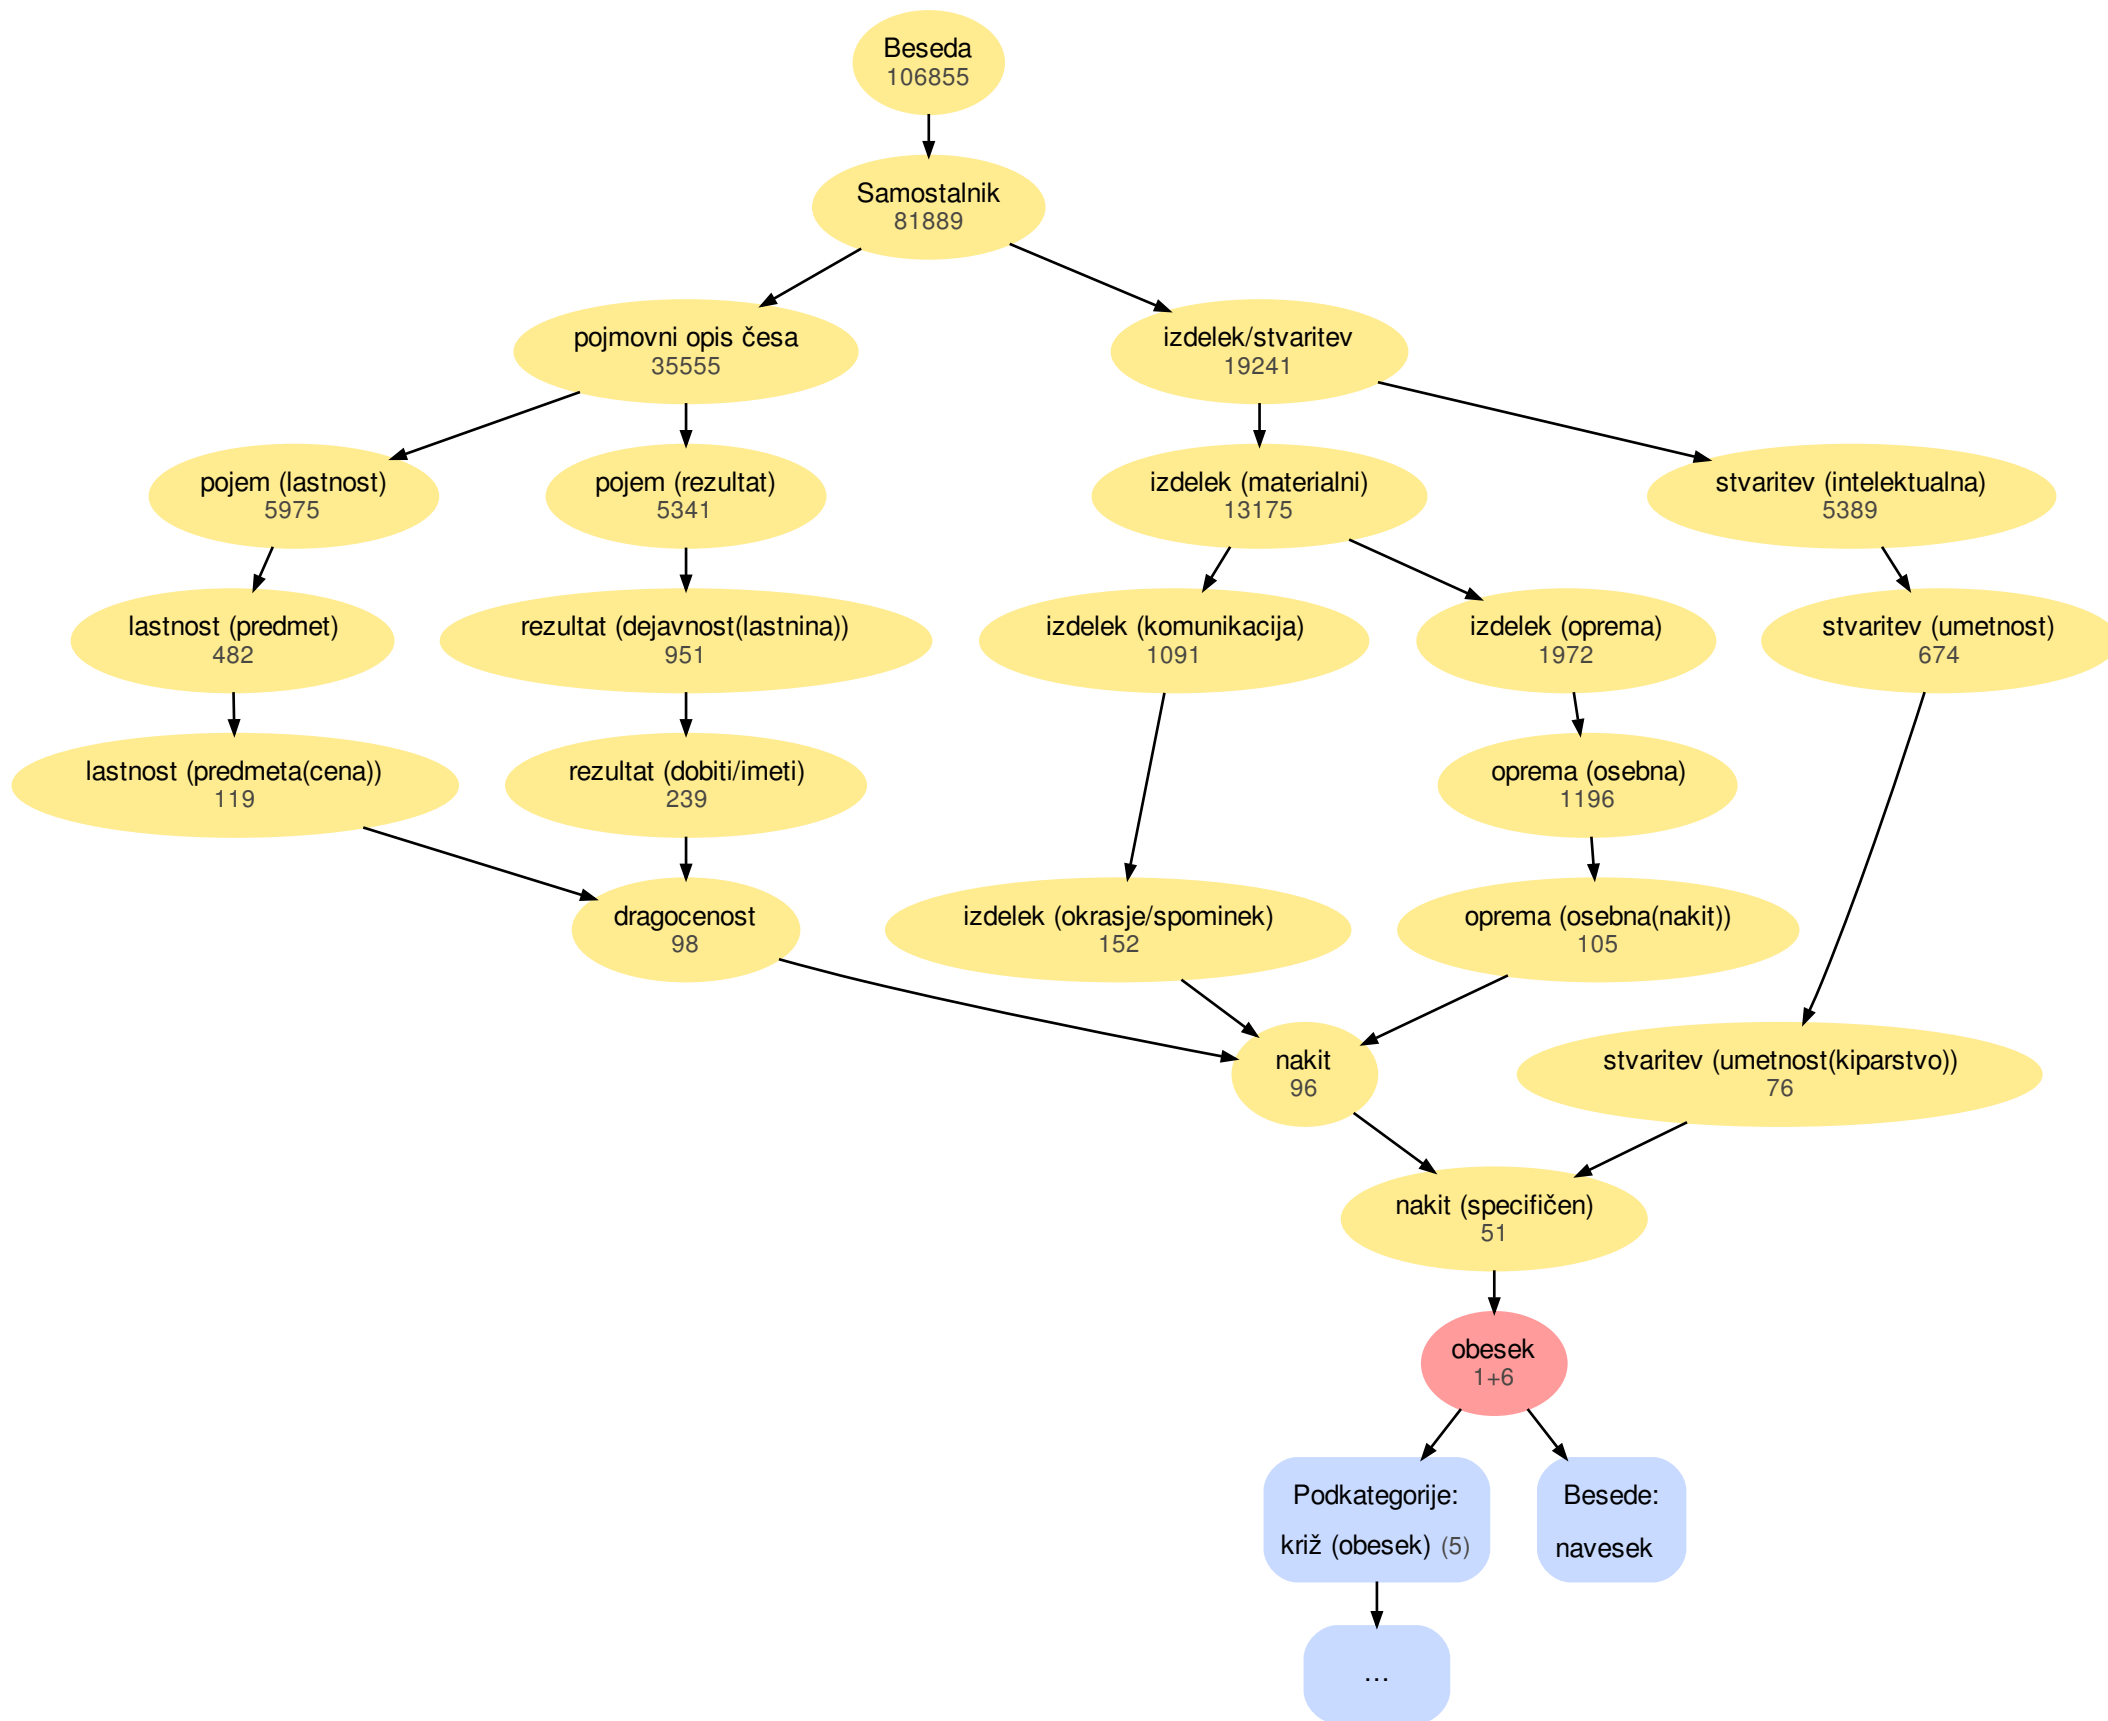 Beseda
106855
Samostalnik
81889
pojmovni opis česa
35555
izdelek/stvaritev
19241
pojem (lastnost)
5975
pojem (rezultat)
5341
izdelek (materialni)
13175
stvaritev (intelektualna)
5389
lastnost (predmet)
482
rezultat (dejavnost(lastnina))
951
izdelek (komunikacija)
1091
izdelek (oprema)
1972
stvaritev (umetnost)
674
lastnost (predmeta(cena))
119
rezultat (dobiti/imeti)
239
oprema (osebna)
1196
dragocenost
98
izdelek (okrasje/spominek)
152
oprema (osebna(nakit))
105
nakit
96
stvaritev (umetnost(kiparstvo))
76
nakit (specifičen)
51
obesek
1+6
Podkategorije:
križ (obesek) (5)
Besede:
navesek
...